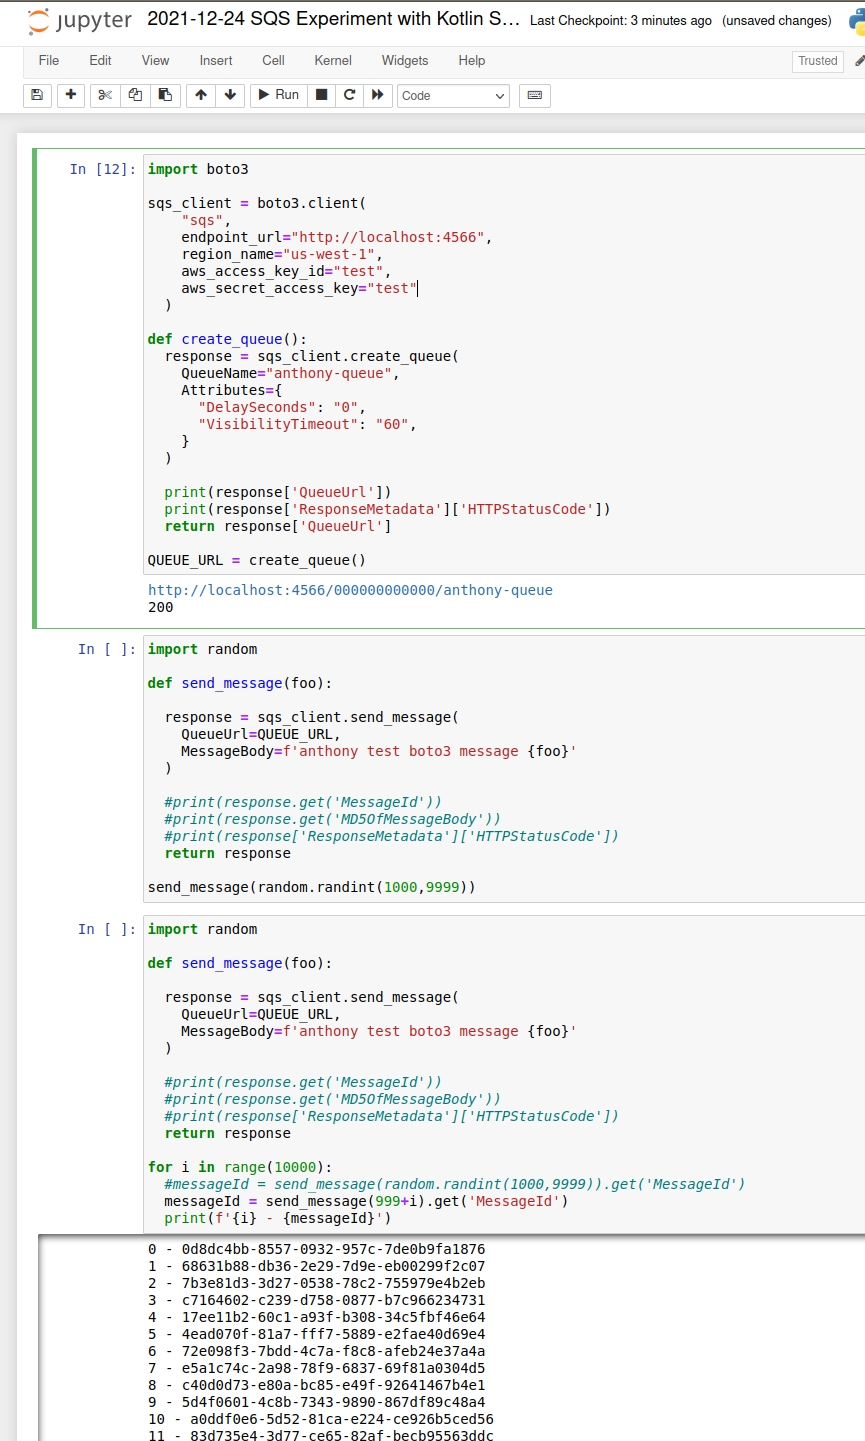 jupyter 2021-12-24 SQS Experiment with Kotlin S... Last Checkpoint: 3 minutes ago (unsaved changes)
File Edit View Insert Cell Kernel Widgets Help Trusted
Run Code
In [12]: import boto3
sqs_client = boto3.client(
    "sqs",
    endpoint_url="http://localhost:4566",
    region_name="us-west-1",
    aws_access_key_id="test",
    aws_secret_access_key="test"
  )
def create_queue():
  response = sqs_client.create_queue(
    QueueName="anthony-queue",
    Attributes={
      "DelaySeconds": "0",
      "VisibilityTimeout": "60",
    }
  )
  print(response['QueueUrl'])
  print(response['ResponseMetadata']['HTTPStatusCode'])
  return response['QueueUrl']
QUEUE_URL = create_queue()
http://localhost:4566/000000000000/anthony-queue
200
In [ ]: import random
def send_message(foo):
  response = sqs_client.send_message(
    QueueUrl=QUEUE_URL,
    MessageBody=f'anthony test boto3 message {foo}'
  )
  #print(response.get('MessageId'))
  #print(response.get('MD5OfMessageBody'))
  #print(response['ResponseMetadata']['HTTPStatusCode'])
  return response
send_message(random.randint(1000,9999))
In [ ]: import random
def send_message(foo):
  response = sqs_client.send_message(
    QueueUrl=QUEUE_URL,
    MessageBody=f'anthony test boto3 message {foo}'
  )
  #print(response.get('MessageId'))
  #print(response.get('MD5OfMessageBody'))
  #print(response['ResponseMetadata']['HTTPStatusCode'])
  return response
for i in range(10000):
  #messageId = send_message(random.randint(1000,9999)).get('MessageId')
  messageId = send_message(999+i).get('MessageId')
  print(f'{i} - {messageId}')
0 - 0d8dc4bb-8557-0932-957c-7de0b9fa1876
1 - 68631b88-db36-2e29-7d9e-eb00299f2c07
2 - 7b3e81d3-3d27-0538-78c2-755979e4b2eb
3 - c7164602-c239-d758-0877-b7c966234731
4 - 17ee11b2-60c1-a93f-b308-34c5fbf46e64
5 - 4ead070f-81a7-fff7-5889-e2fae40d69e4
6 - 72e098f3-7bdd-4c7a-f8c8-afeb24e37a4a
7 - e5a1c74c-2a98-78f9-6837-69f81a0304d5
8 - c40d0d73-e80a-bc85-e49f-92641467b4e1
9 - 5d4f0601-4c8b-7343-9890-867df89c48a4
10 - a0ddf0e6-5d52-81ca-e224-ce926b5ced56
11 - 83d735e4-3d77-ce65-82af-becb95563ddc